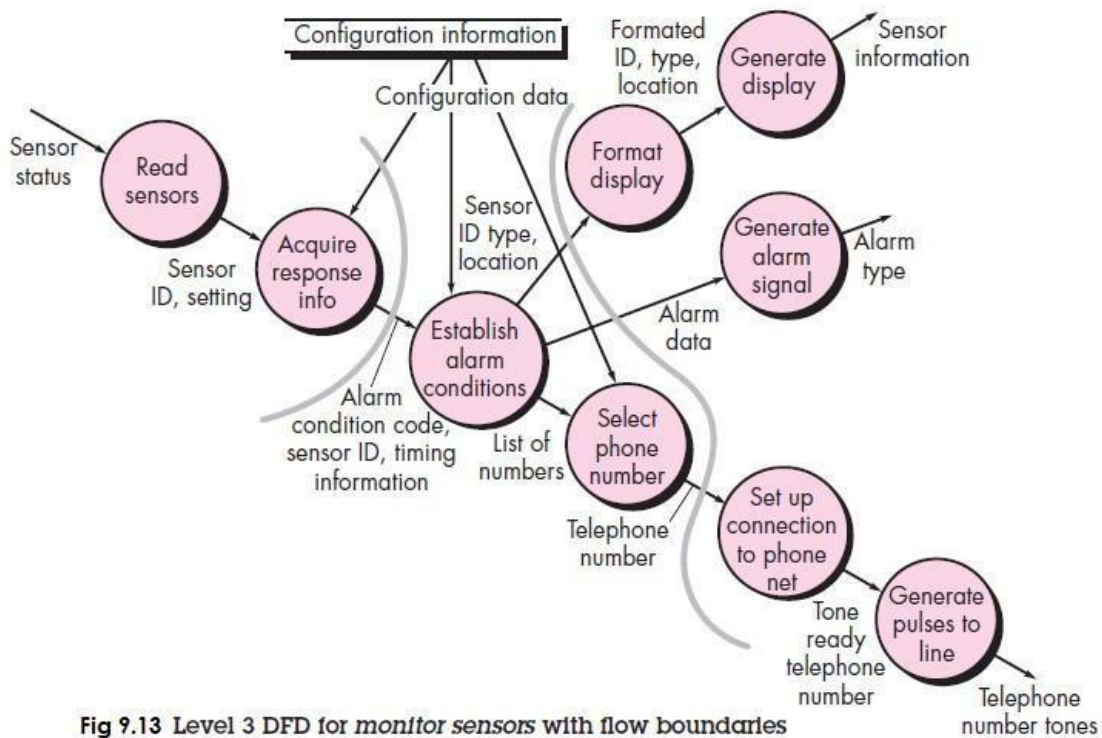 Configuration information
Configuration data
Sensor
status
Read
sensors
Sensor
ID, setting
Acquire
response
info
Alarm
condition code,
sensor ID, timing
information
Establish
alarm
conditions
Sensor
ID type,
location
Format
display
Formated
ID, type,
location
Generate
display
Sensor
information
Alarm
data
Generate
alarm
signal
Alarm
type
List of
numbers
Select
phone
number
Telephone
number
Set up
connection
to phone
net
Tone
ready
telephone
number
Generate
pulses to
line
Telephone
number tones
Fig 9.13 Level 3 DFD for monitor sensors with flow boundaries